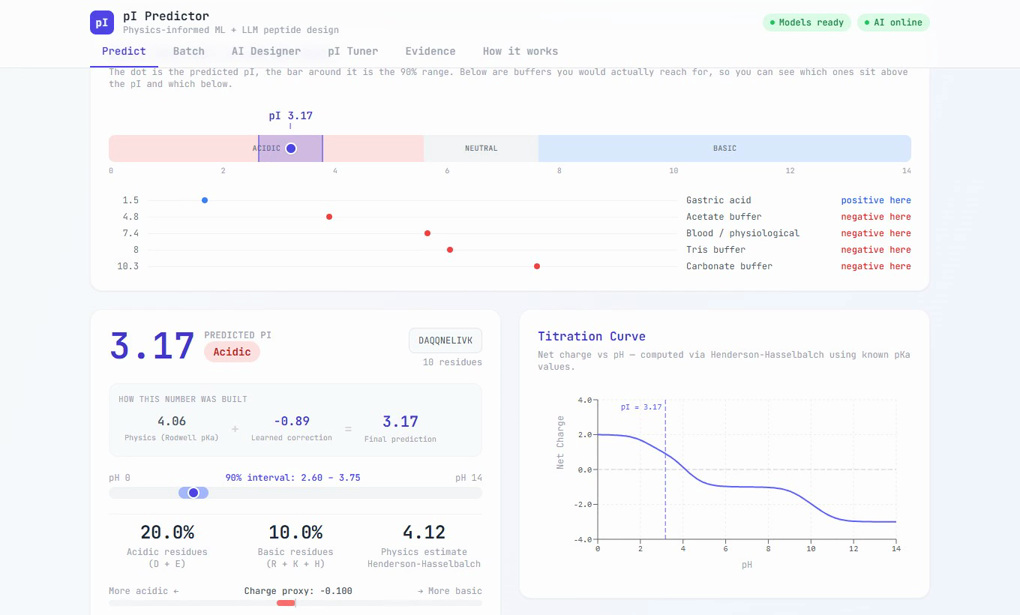 pI
pI Predictor
Physics-informed ML + LLM peptide design
Models ready
AI online
Predict
Batch
AI Designer
pI Tuner
Evidence
How it works
The dot is the predicted pI, the bar around it is the 90% range. Below are buffers you would actually reach for, so you can see which ones sit above
the pI and which below.
pI 3.17
ACIDIC
NEUTRAL
BASIC
0 2 4 6 8 10 12 14
1.5 Gastric acid positive here
4.8 Acetate buffer negative here
7.4 Blood / physiological negative here
8 Tris buffer negative here
10.3 Carbonate buffer negative here
3.17
PREDICTED PI
Acidic
DAQQNELIVK
10 residues
HOW THIS NUMBER WAS BUILT
4.06 + -0.89 = 3.17
Physics (Rodwell pKa) Learned correction Final prediction
pH 0 90% interval: 2.60 – 3.75 pH 14
20.0% 10.0% 4.12
Acidic residues Basic residues Physics estimate
(D + E) (R + K + H) Henderson-Hasselbalch
More acidic ← Charge proxy: -0.100 → More basic
Titration Curve
Net charge vs pH — computed via Henderson-Hasselbalch using known pKa
values.
pI = 3.17
Net Charge
4.0
2.0
0.0
-2.0
-4.0
0 2 4 6 8 10 12 14
pH